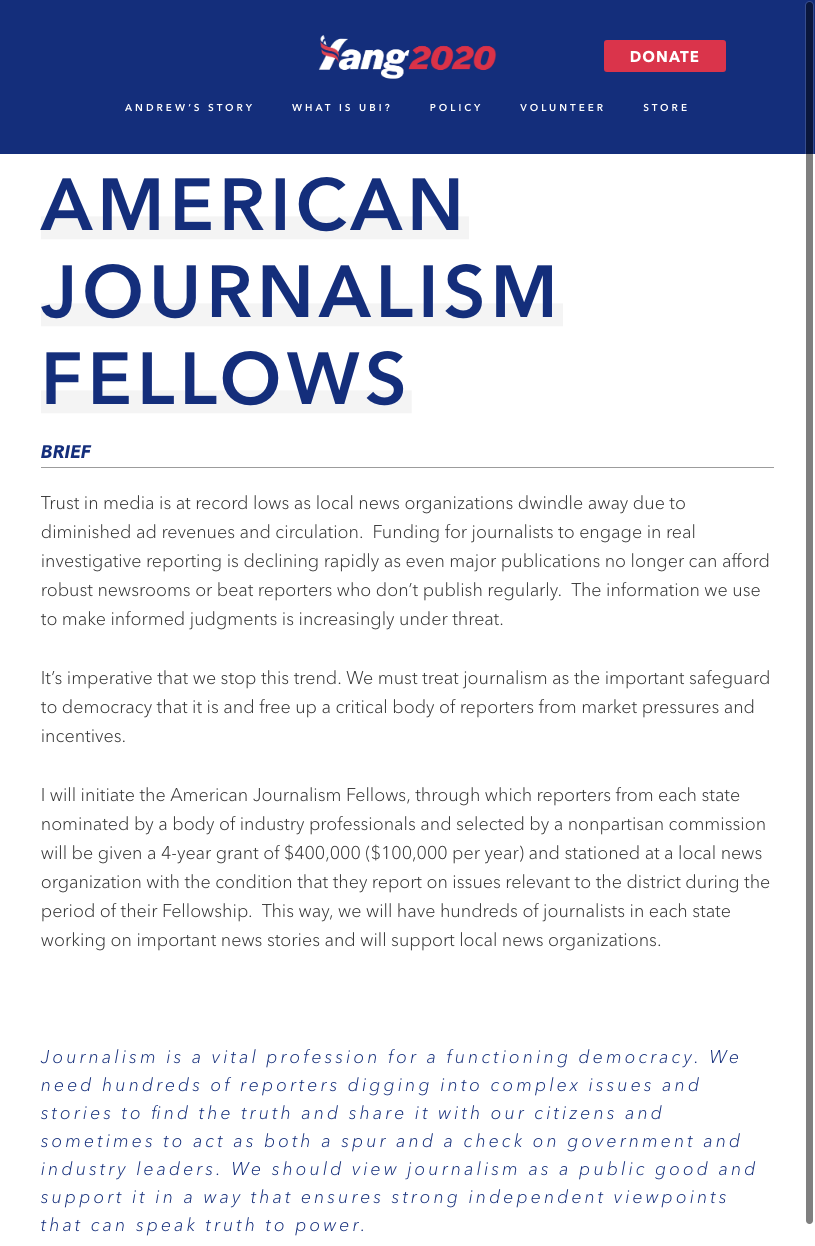 Yang2020
DONATE
ANDREW’S STORY WHAT IS UBI? POLICY VOLUNTEER STORE
AMERICAN
JOURNALISM
FELLOWS
BRIEF
Trust in media is at record lows as local news organizations dwindle away due to
diminished ad revenues and circulation.  Funding for journalists to engage in real
investigative reporting is declining rapidly as even major publications no longer can afford
robust newsrooms or beat reporters who don’t publish regularly.  The information we use
to make informed judgments is increasingly under threat.
It’s imperative that we stop this trend. We must treat journalism as the important safeguard
to democracy that it is and free up a critical body of reporters from market pressures and
incentives.
I will initiate the American Journalism Fellows, through which reporters from each state
nominated by a body of industry professionals and selected by a nonpartisan commission
will be given a 4-year grant of $400,000 ($100,000 per year) and stationed at a local news
organization with the condition that they report on issues relevant to the district during the
period of their Fellowship.  This way, we will have hundreds of journalists in each state
working on important news stories and will support local news organizations.
Journalism is a vital profession for a functioning democracy. We
need hundreds of reporters digging into complex issues and
stories to find the truth and share it with our citizens and
sometimes to act as both a spur and a check on government and
industry leaders. We should view journalism as a public good and
support it in a way that ensures strong independent viewpoints
that can speak truth to power.